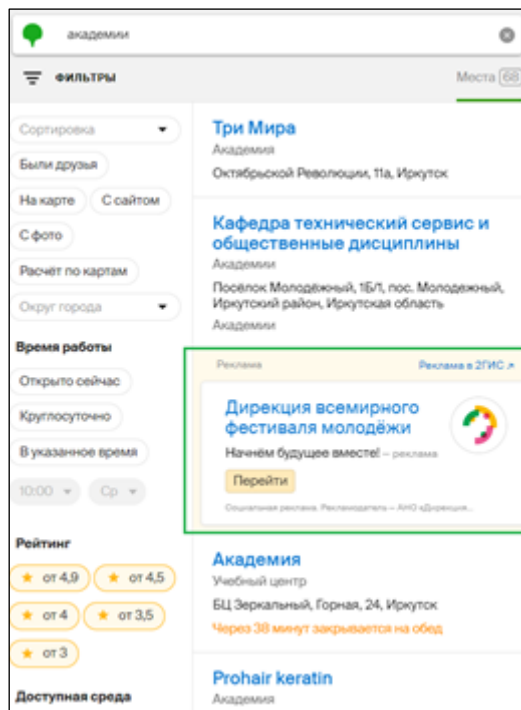 академии
ФИЛЬТРЫ
Места 68
Сортировка
Были друзья
На карте
С сайтом
С фото
Расчёт по картам
Округ города
Время работы
Открыто сейчас
Круглосуточно
В указанное время
10:00
Ср
Рейтинг
от 4,9
от 4,5
от 4
от 3,5
от 3
Доступная среда
Три Мира
Академия
Октябрьской Революции, 11а, Иркутск
Кафедра технический сервис и
общественные дисциплины
Академии
Посёлок Молодёжный, 1Б/1, пос. Молодежный,
Иркутский район, Иркутская область
Академии
Реклама
Реклама в 2ГИС
Дирекция всемирного
фестиваля молодёжи
Начнём будущее вместе! – реклама
Перейти
Социальная реклама. Рекламодатель – АНО «Дирекция...
Академия
Учебный центр
БЦ Зеркальный, Горная, 24, Иркутск
Через 38 минут закрывается на обед
Prohair keratin
Академия